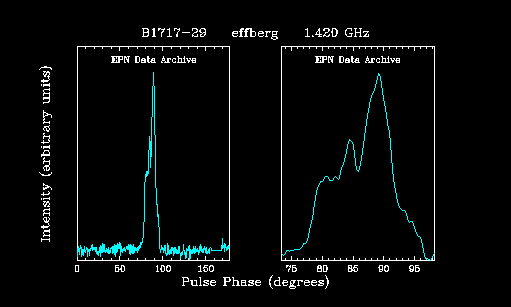 B1717-29 effberg 1.420 GHz
EPN Data Archive EPN Data Archive
Intensity (arbitrary units)
0 50 100 150 75 80 85 90 95
Pulse Phase (degrees)